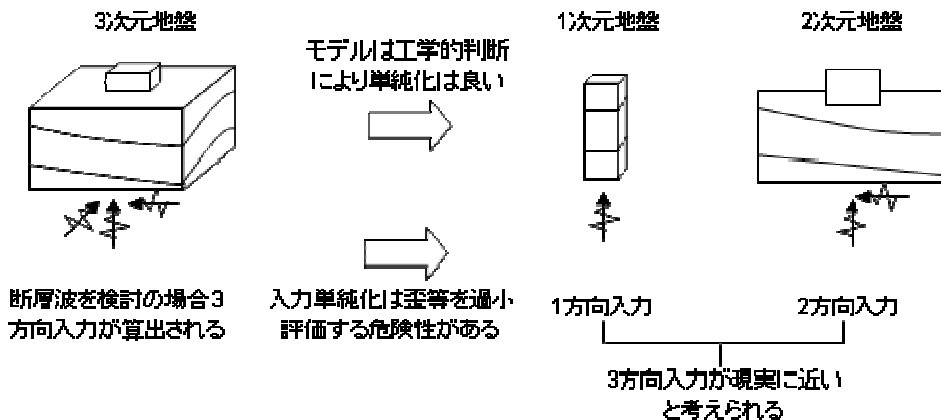 3次元地盤
モデルは工学的判断
により単純化は良い
1次元地盤
2次元地盤
断層波を検討の場合3
方向入力が算出される
入力単純化は歪等を過小
評価する危険性がある
1方向入力
2方向入力
3方向入力が現実に近い
と考えられる